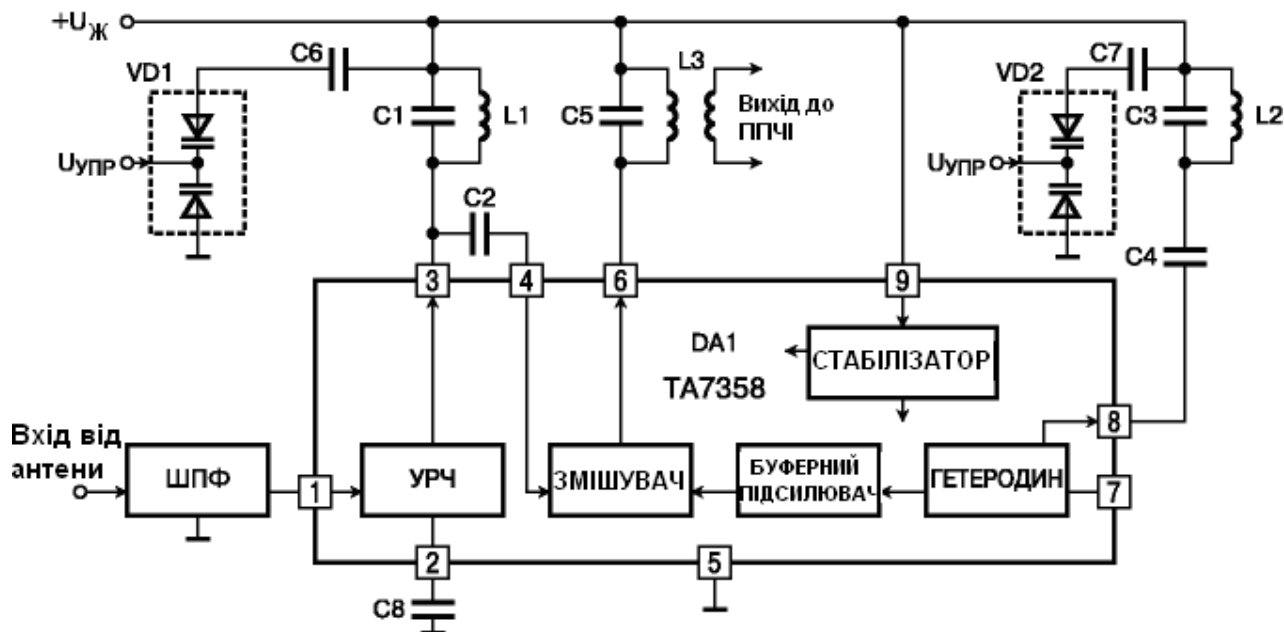 +UЖ
C6
L3
C7
VD1
VD2
C1
L1
C5
Вихід до
ППЧІ
C3
L2
UУПР
UУПР
C2
C4
3
4
6
9
DA1
TA7358
СТАБІЛІЗАТОР
8
Вхід від
антени
ШПФ
1
УРЧ
ЗМІШУВАЧ
БУФЕРНИЙ
ПІДСИЛЮВАЧ
ГЕТЕРОДИН
7
2
5
C8